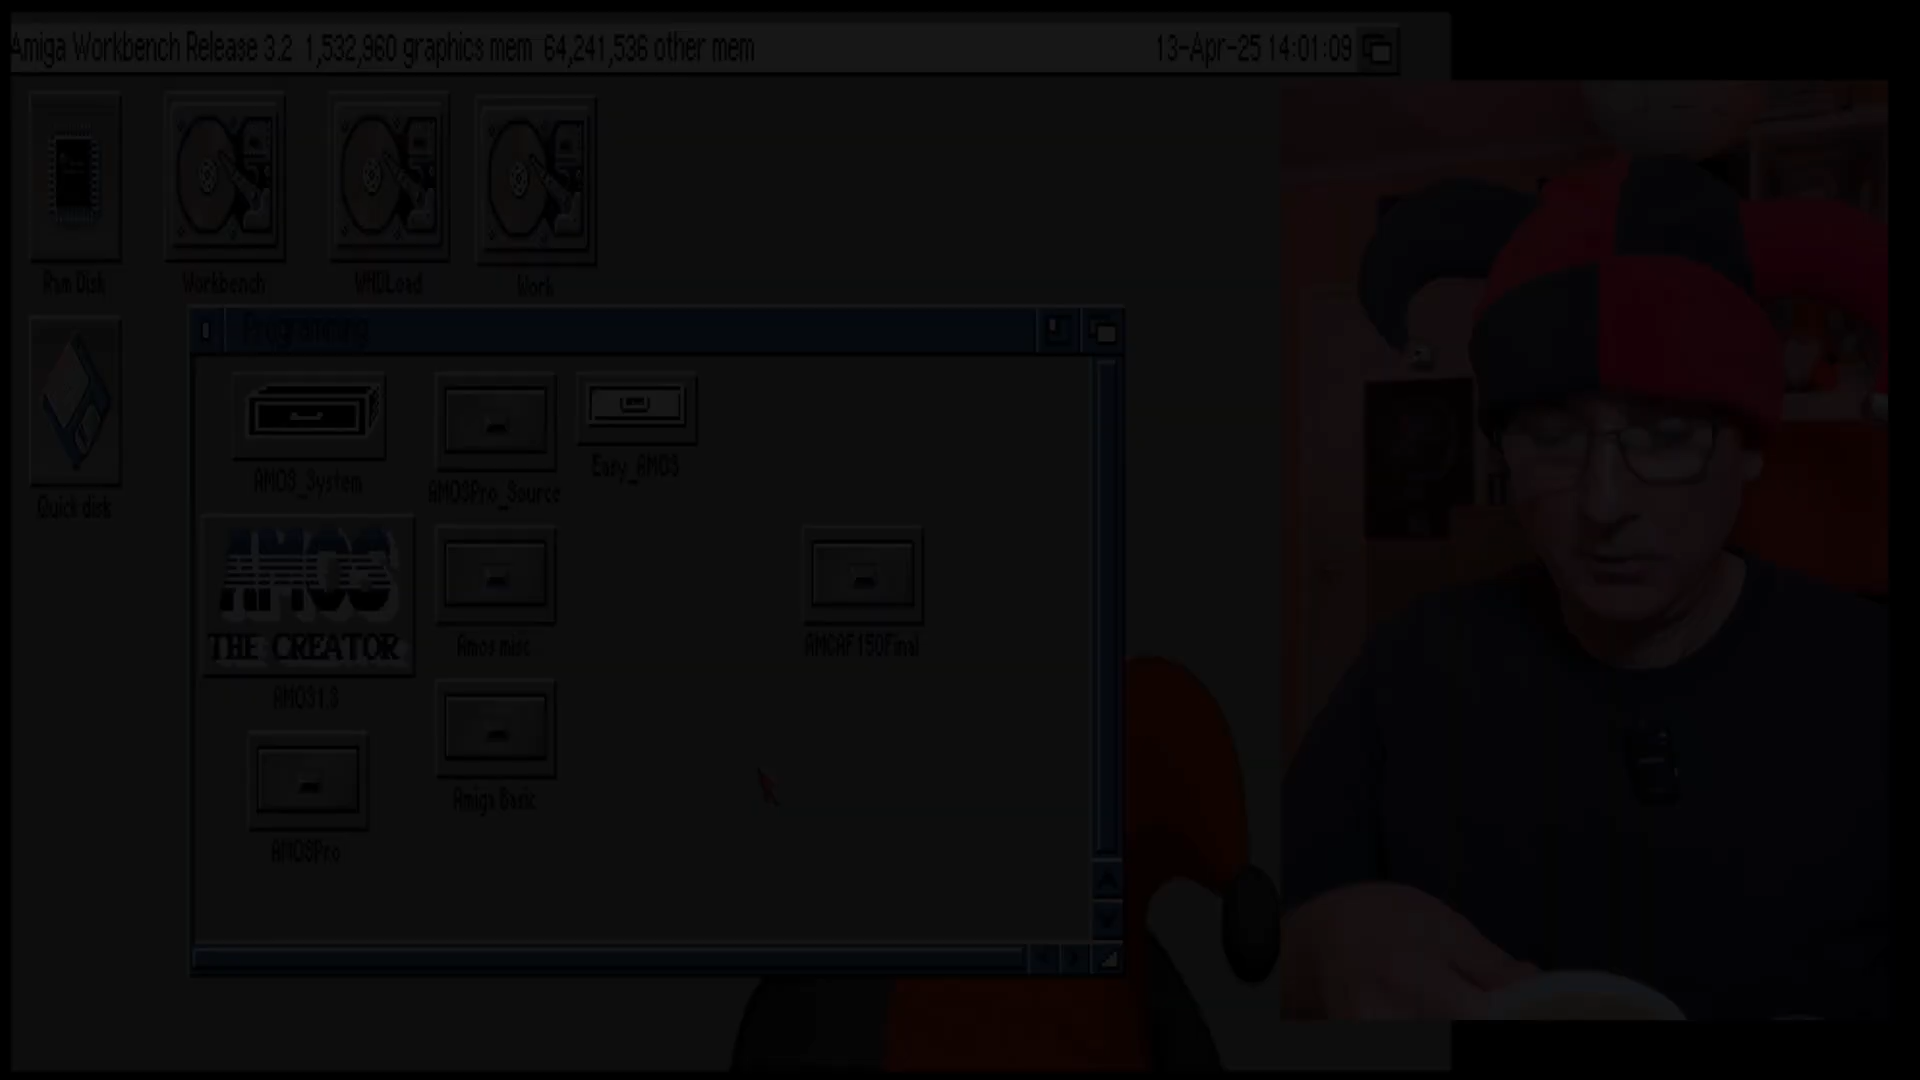 Amiga Workbench Release 3.2 1,532,960 graphics mem 64,241,536 other mem
13-Apr-25 14:01:09
Ram Disk
Workbench
WHDLoad
Work
Quick disk
Programming
AMOS_System
AMOSPro_Source
Easy_AMOS
AMOS
THE CREATOR
AMOS1.3
Amos misc
AMCAF150Final
AMOSPro
Amiga Basic